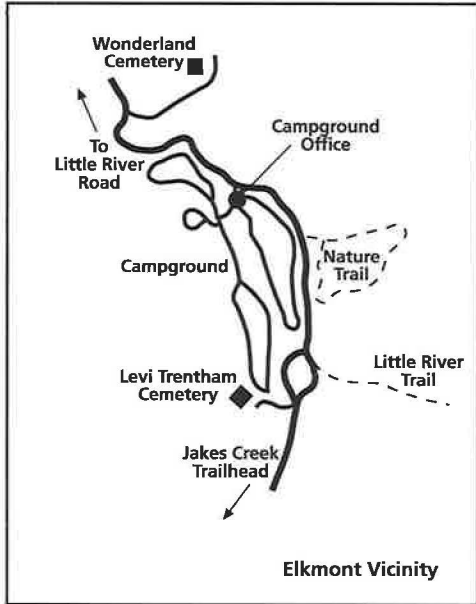 Wonderland
Cemetery
To
Little River
Road
Campground
Office
Campground
Nature
Trail
Little River
Trail
Levi Trentham
Cemetery
Jakes Creek
Trailhead
Elkmont Vicinity